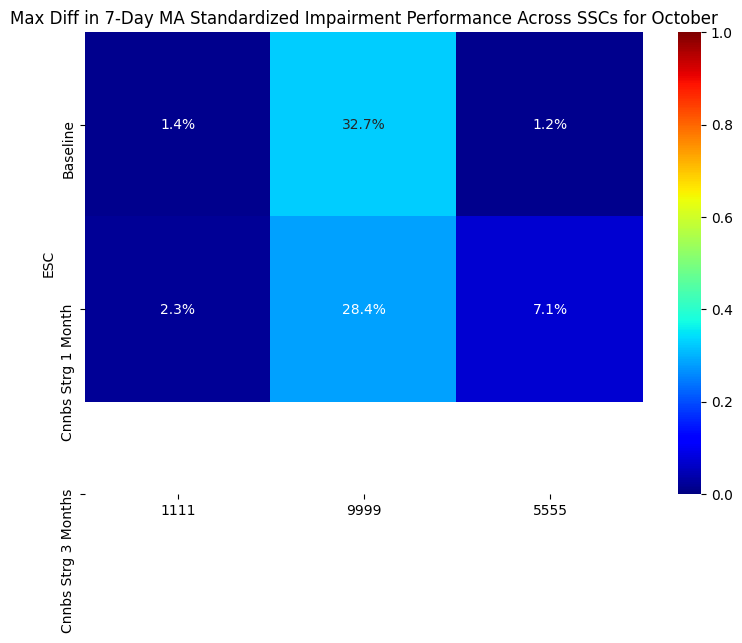 Max Diff in 7-Day MA Standardized Impairment Performance Across SSCs for October
1.4% 32.7% 1.2%
2.3% 28.4% 7.1%
Baseline
Cnnbs Strg 1 Month
Cnnbs Strg 3 Months
ESC
1111 9999 5555
1.0
0.8
0.6
0.4
0.2
0.0